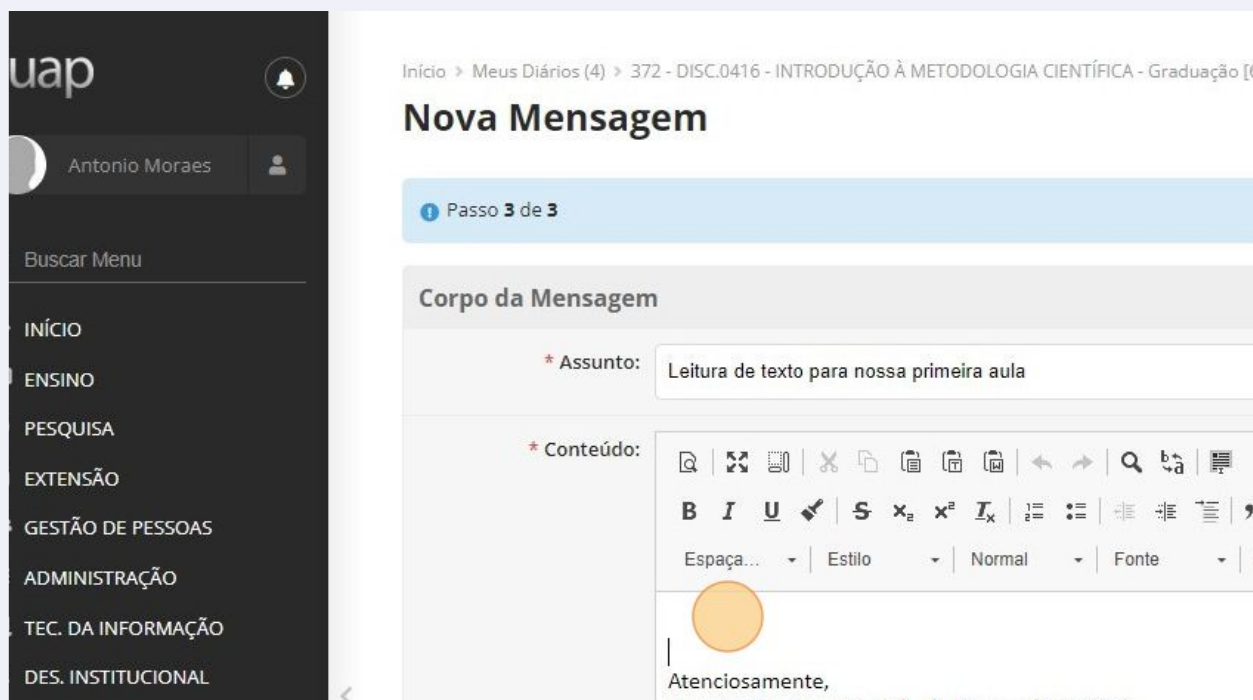 uap
Antonio Moraes
Buscar Menu
INÍCIO
ENSINO
PESQUISA
EXTENSÃO
GESTÃO DE PESSOAS
ADMINISTRAÇÃO
TEC. DA INFORMAÇÃO
DES. INSTITUCIONAL
Início > Meus Diários (4) > 372 - DISC.0416 - INTRODUÇÃO À METODOLOGIA CIENTÍFICA - Graduação
Nova Mensagem
Passo 3 de 3
Corpo da Mensagem
* Assunto: Leitura de texto para nossa primeira aula
* Conteúdo:
Espaça... Estilo Normal Fonte
Atenciosamente,